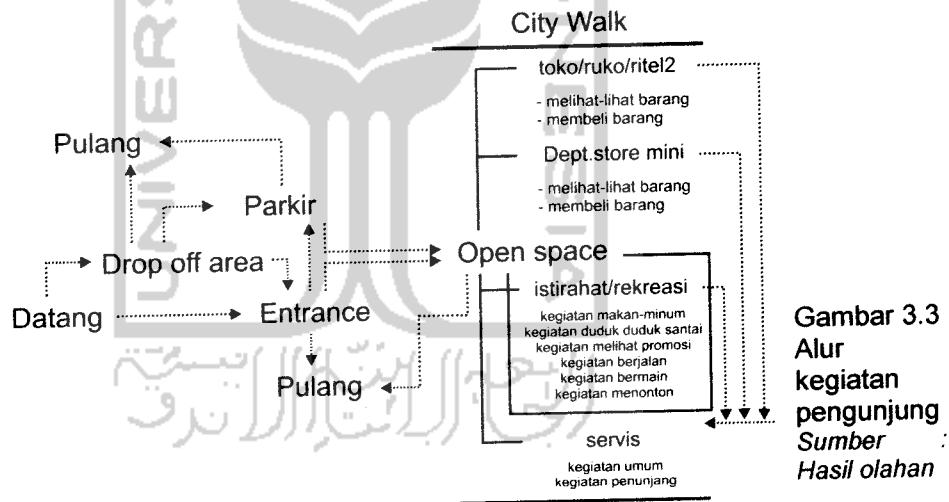 City Walk
toko/ruko/ritel2
- melihat-lihat barang
- membeli barang
Pulang
Dept.store mini
- melihat-lihat barang
- membeli barang
Parkir
Open space
Drop off area
istirahat/rekreasi
Datang
Entrance
kegiatan makan-minum
kegiatan duduk duduk santai
kegiatan melihat promosi
kegiatan berjalan
kegiatan bermain
kegiatan menonton
Pulang
servis
kegiatan umum
kegiatan penunjang
Gambar 3.3
Alur
kegiatan
pengunjung
Sumber :
Hasil olahan